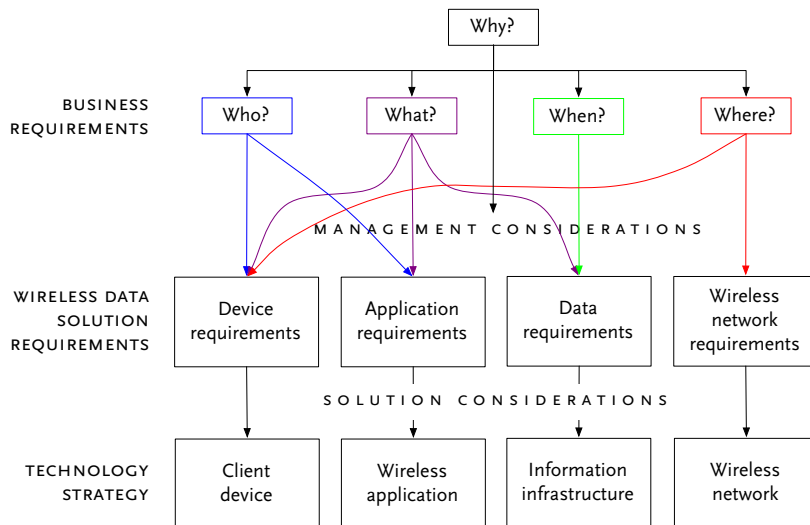 Why?
BUSINESS
REQUIREMENTS
Who?
What?
When?
Where?
MANAGEMENT CONSIDERATIONS
WIRELESS DATA
SOLUTION
REQUIREMENTS
Device
requirements
Application
requirements
Data
requirements
Wireless
network
requirements
SOLUTION CONSIDERATIONS
TECHNOLOGY
STRATEGY
Client
device
Wireless
application
Information
infrastructure
Wireless
network